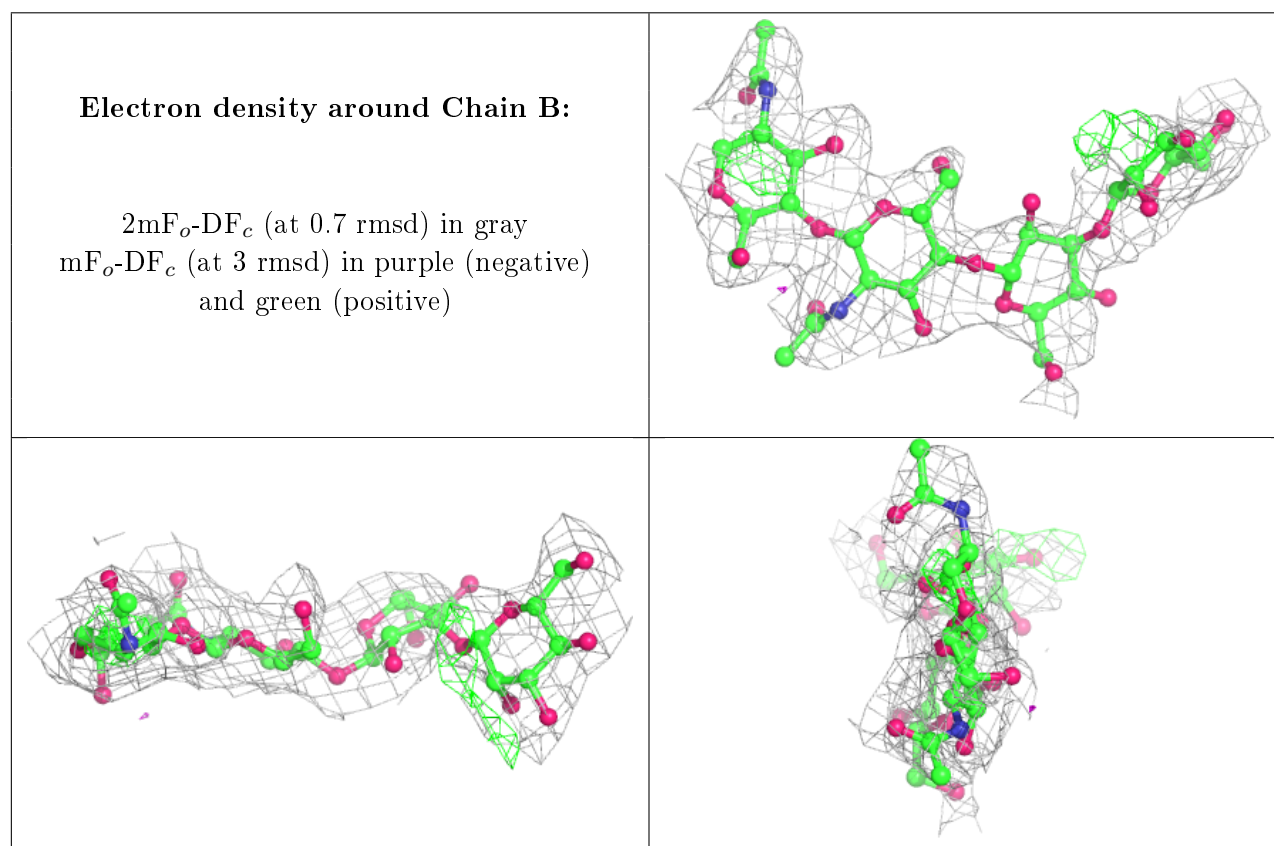 Electron density around Chain B:
2mFo-DFc (at 0.7 rmsd) in gray
mFo-DFc (at 3 rmsd) in purple (negative)
and green (positive)